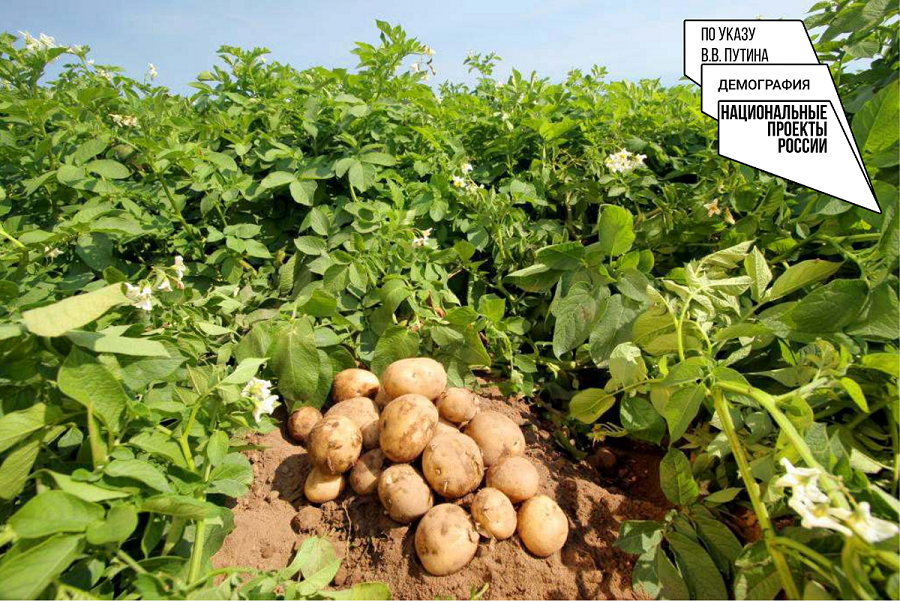 ПО УКАЗУ
В.В. ПУТИНА
ДЕМОГРАФИЯ
НАЦИОНАЛЬНЫЕ
ПРОЕКТЫ
РОССИИ